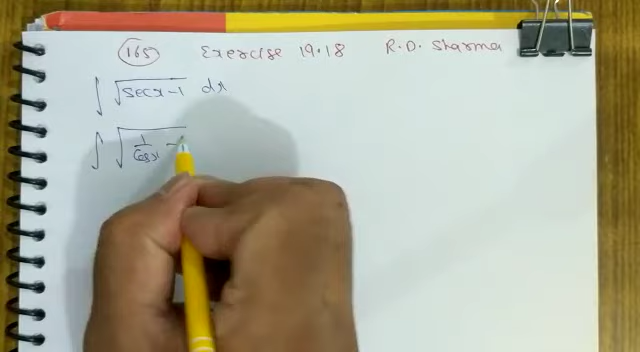 165 Exercise 19.18 R.D. Sharma
∫ √secx-1 dx
∫ √1/cosx -